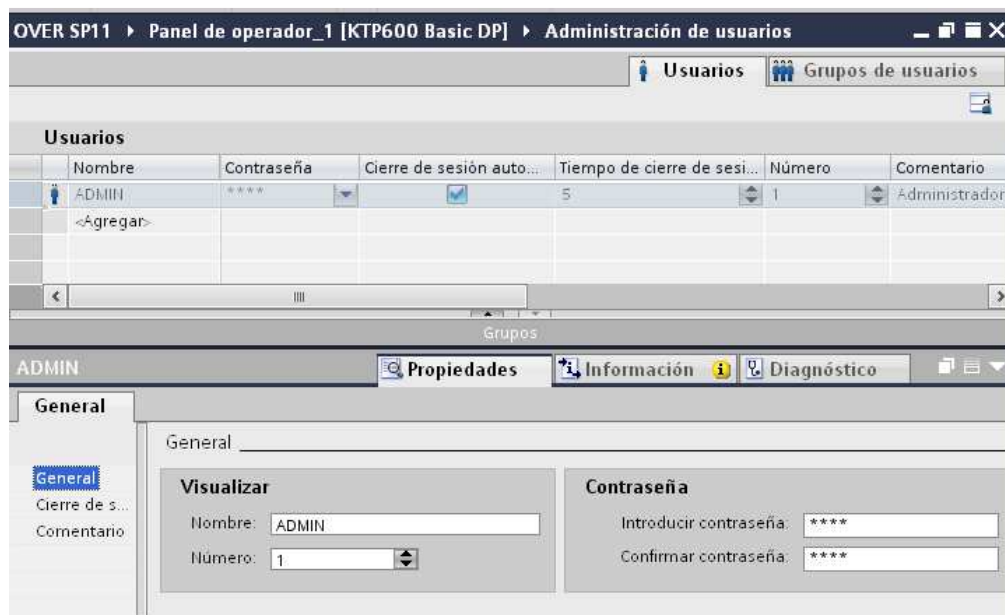 OVER SP11 ▸ Panel de operador_1 [KTP600 Basic DP] ▸ Administración de usuarios
Usuarios Grupos de usuarios
Usuarios
Nombre Contraseña Cierre de sesión auto... Tiempo de cierre de sesi... Número Comentario
ADMIN **** 5 1 Administrador
<Agregar>
Grupos
ADMIN Propiedades Información Diagnóstico
General
General
General
Cierre de s...
Comentario
Visualizar
Nombre: ADMIN
Número: 1
Contraseña
Introducir contraseña: ****
Confirmar contraseña: ****